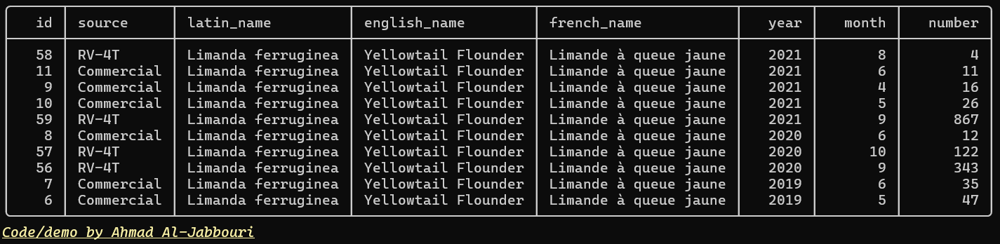 id source latin_name english_name french_name year month number
58 RV-4T Limanda ferruginea Yellowtail Flounder Limande à queue jaune 2021 8 4
11 Commercial Limanda ferruginea Yellowtail Flounder Limande à queue jaune 2021 6 11
9 Commercial Limanda ferruginea Yellowtail Flounder Limande à queue jaune 2021 4 16
10 Commercial Limanda ferruginea Yellowtail Flounder Limande à queue jaune 2021 5 26
59 RV-4T Limanda ferruginea Yellowtail Flounder Limande à queue jaune 2021 9 867
8 Commercial Limanda ferruginea Yellowtail Flounder Limande à queue jaune 2020 6 12
57 RV-4T Limanda ferruginea Yellowtail Flounder Limande à queue jaune 2020 10 122
56 RV-4T Limanda ferruginea Yellowtail Flounder Limande à queue jaune 2020 9 343
7 Commercial Limanda ferruginea Yellowtail Flounder Limande à queue jaune 2019 6 35
6 Commercial Limanda ferruginea Yellowtail Flounder Limande à queue jaune 2019 5 47
Code/demo by Ahmad Al-Jabbouri